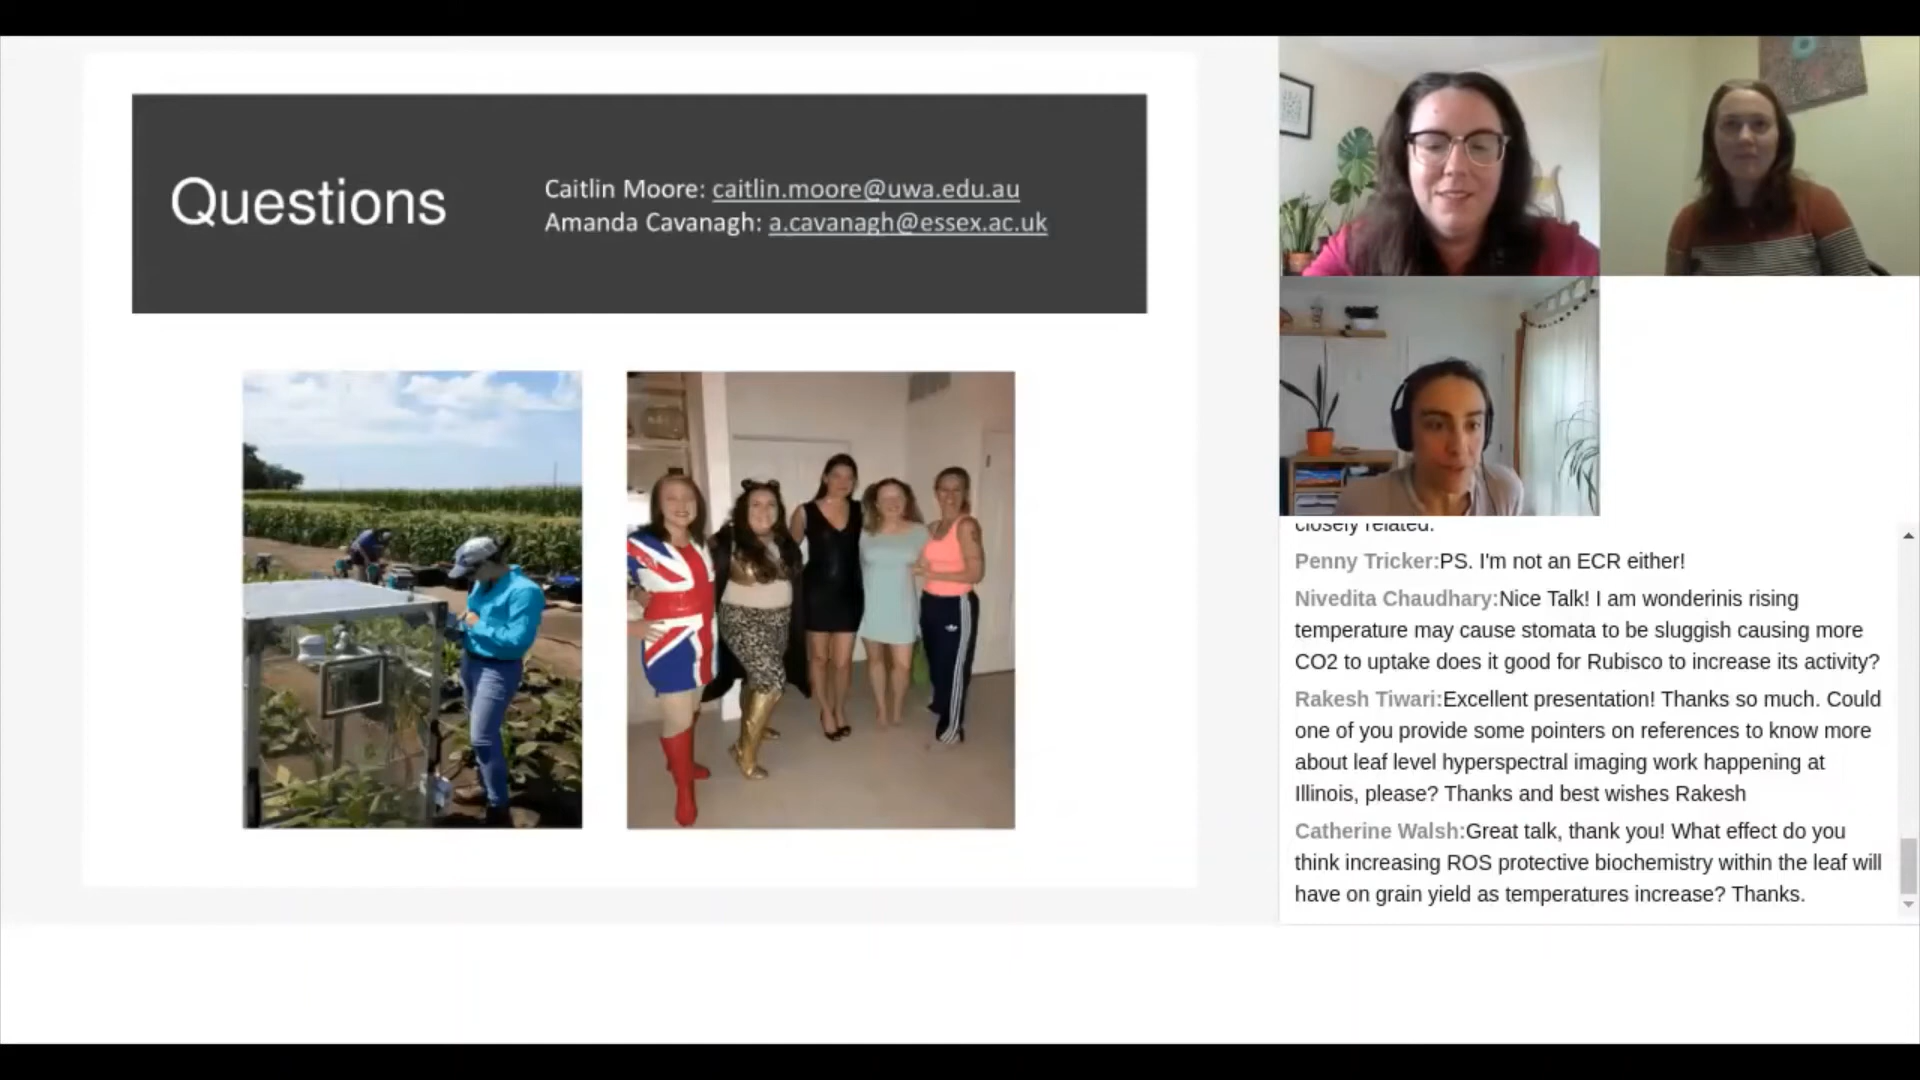 Questions
Caitlin Moore: caitlin.moore@uwa.edu.au
Amanda Cavanagh: a.cavanagh@essex.ac.uk
closely related.
Penny Tricker:PS. I'm not an ECR either!
Nivedita Chaudhary:Nice Talk! I am wonderinis rising
temperature may cause stomata to be sluggish causing more
CO2 to uptake does it good for Rubisco to increase its activity?
Rakesh Tiwari:Excellent presentation! Thanks so much. Could
one of you provide some pointers on references to know more
about leaf level hyperspectral imaging work happening at
Illinois, please? Thanks and best wishes Rakesh
Catherine Walsh:Great talk, thank you! What effect do you
think increasing ROS protective biochemistry within the leaf will
have on grain yield as temperatures increase? Thanks.